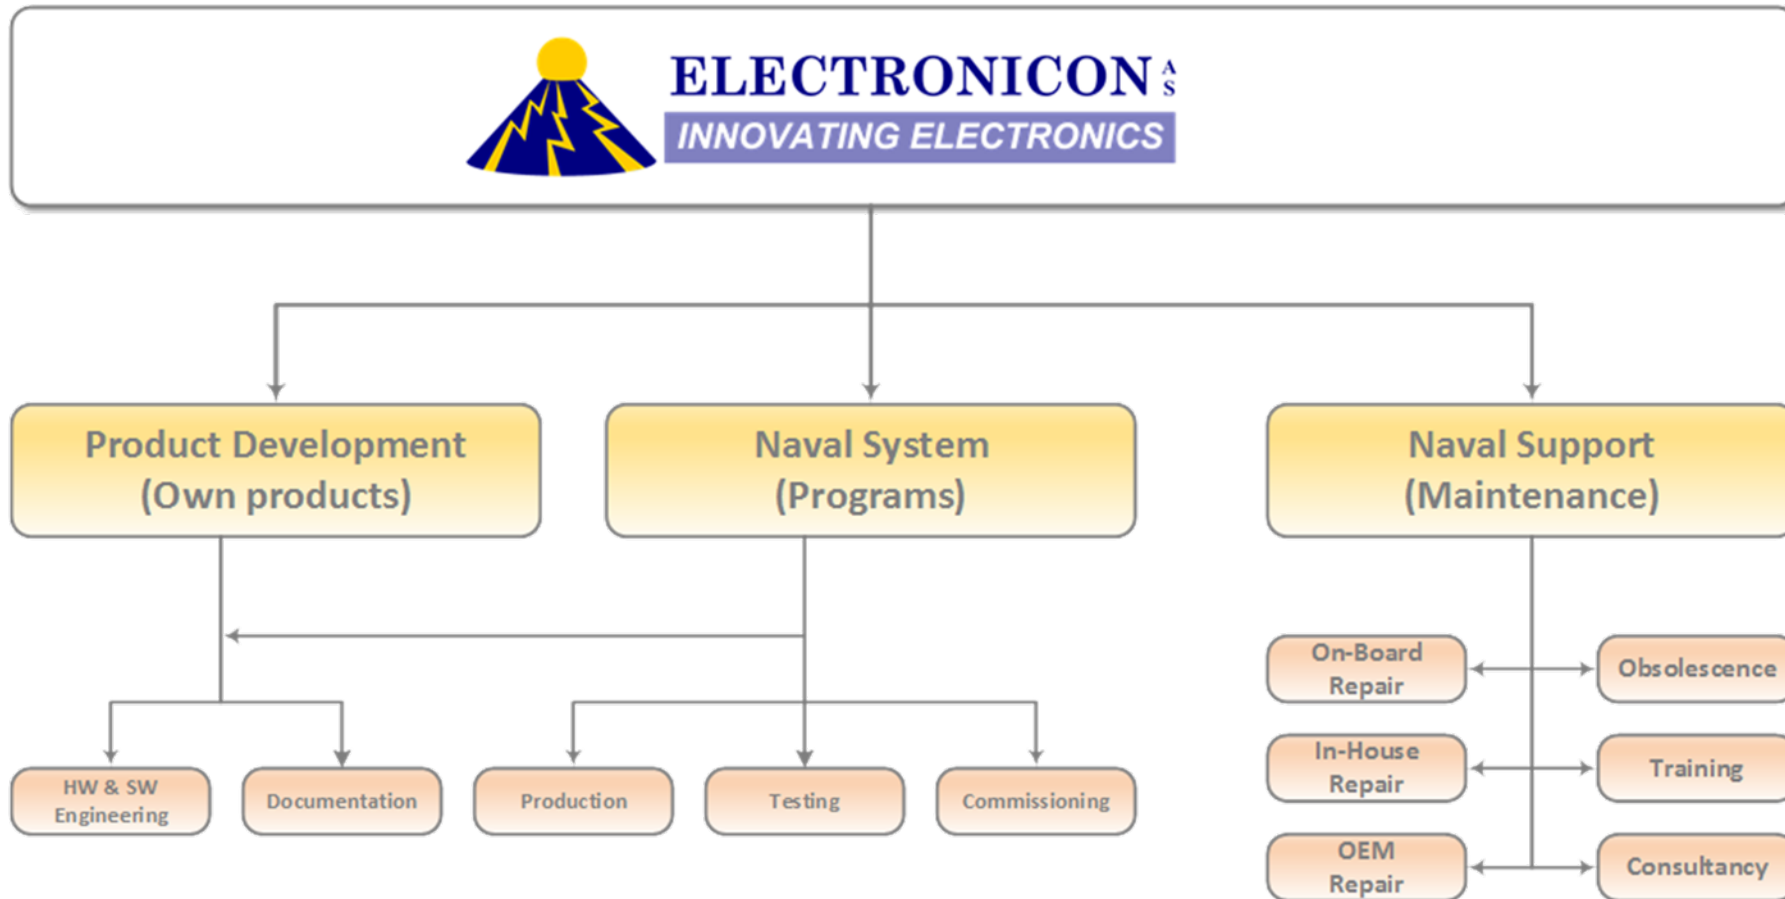 ELECTRONICON AS
INNOVATING ELECTRONICS
Product Development
(Own products)
Naval System
(Programs)
Naval Support
(Maintenance)
On-Board
Repair
Obsolescence
In-House
Repair
Training
HW & SW
Engineering
Documentation
Production
Testing
Commissioning
OEM
Repair
Consultancy